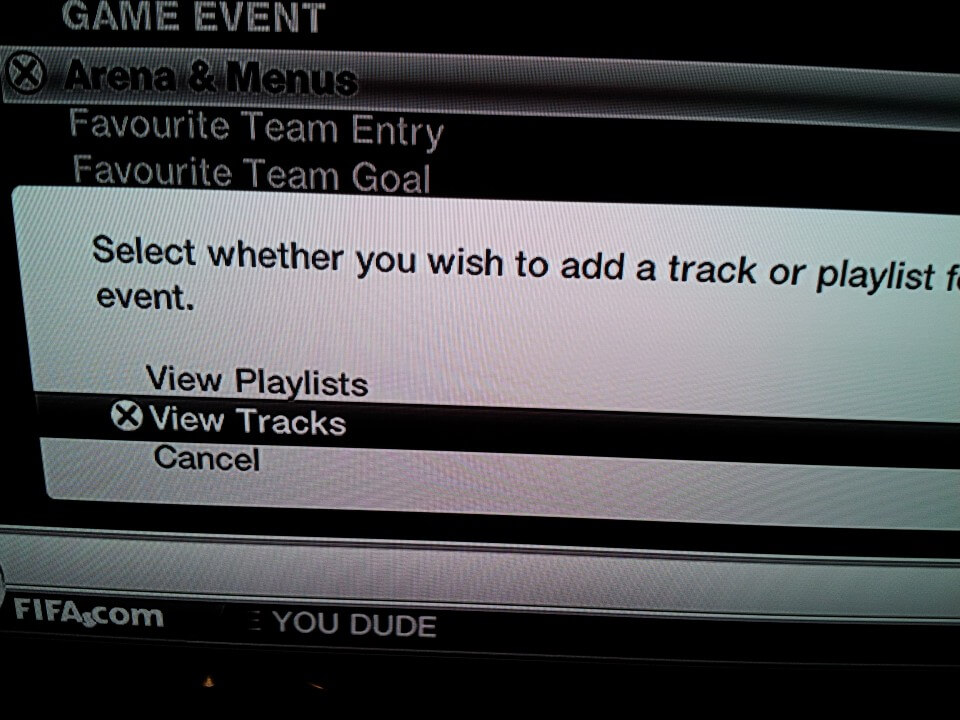 GAME EVENT
Arena & Menus
Favourite Team Entry
Favourite Team Goal
Select whether you wish to add a track or playlist
event.
View Playlists
View Tracks
Cancel
FIFA.com
YOU DUDE